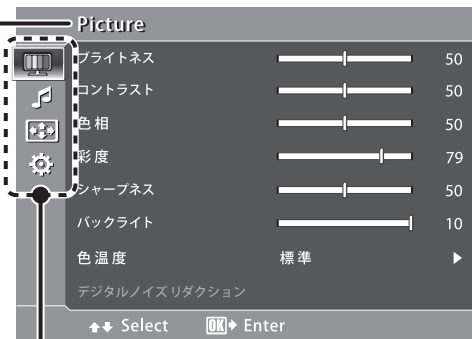 Picture
ブライトネス 50
コントラスト 50
色相 50
彩度 79
シャープネス 50
バックライト 10
色温度 標準
デジタルノイズリダクション
Select OK Enter